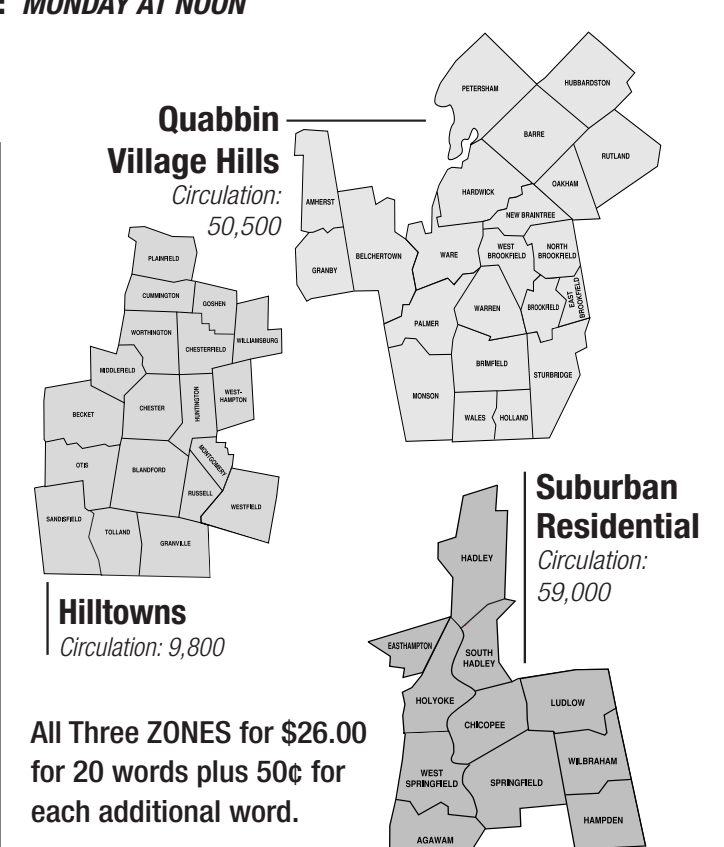 MONDAY AT NOON
Quabbin
Village Hills
Circulation:
50,500
PETERSHAM
HUBBARDSTON
BARRE
RUTLAND
HARDWICK
OAKHAM
NEW BRAINTREE
AMHERST
BELCHERTOWN
GRANBY
WARE
WEST
BROOKFIELD
NORTH
BROOKFIELD
EAST
BROOKFIELD
BROOKFIELD
WARREN
PALMER
BRIMFIELD
STURBRIDGE
MONSON
WALES
HOLLAND
PLAINFIELD
CUMMINGTON
GOSHEN
WORTHINGTON
CHESTERFIELD
WILLIAMSBURG
MIDDLEFIELD
WEST-
HAMPTON
HUNTINGTON
CHESTER
BECKET
MONTGOMERY
OTIS
BLANDFORD
RUSSELL
WESTFIELD
SANDISFIELD
TOLLAND
GRANVILLE
Hilltowns
Circulation: 9,800
Suburban
Residential
Circulation:
59,000
HADLEY
EASTHAMPTON
SOUTH
HADLEY
HOLYOKE
CHICOPEE
LUDLOW
WEST
SPRINGFIELD
SPRINGFIELD
WILBRAHAM
HAMPDEN
AGAWAM
All Three ZONES for $26.00
for 20 words plus 50¢ for
each additional word.